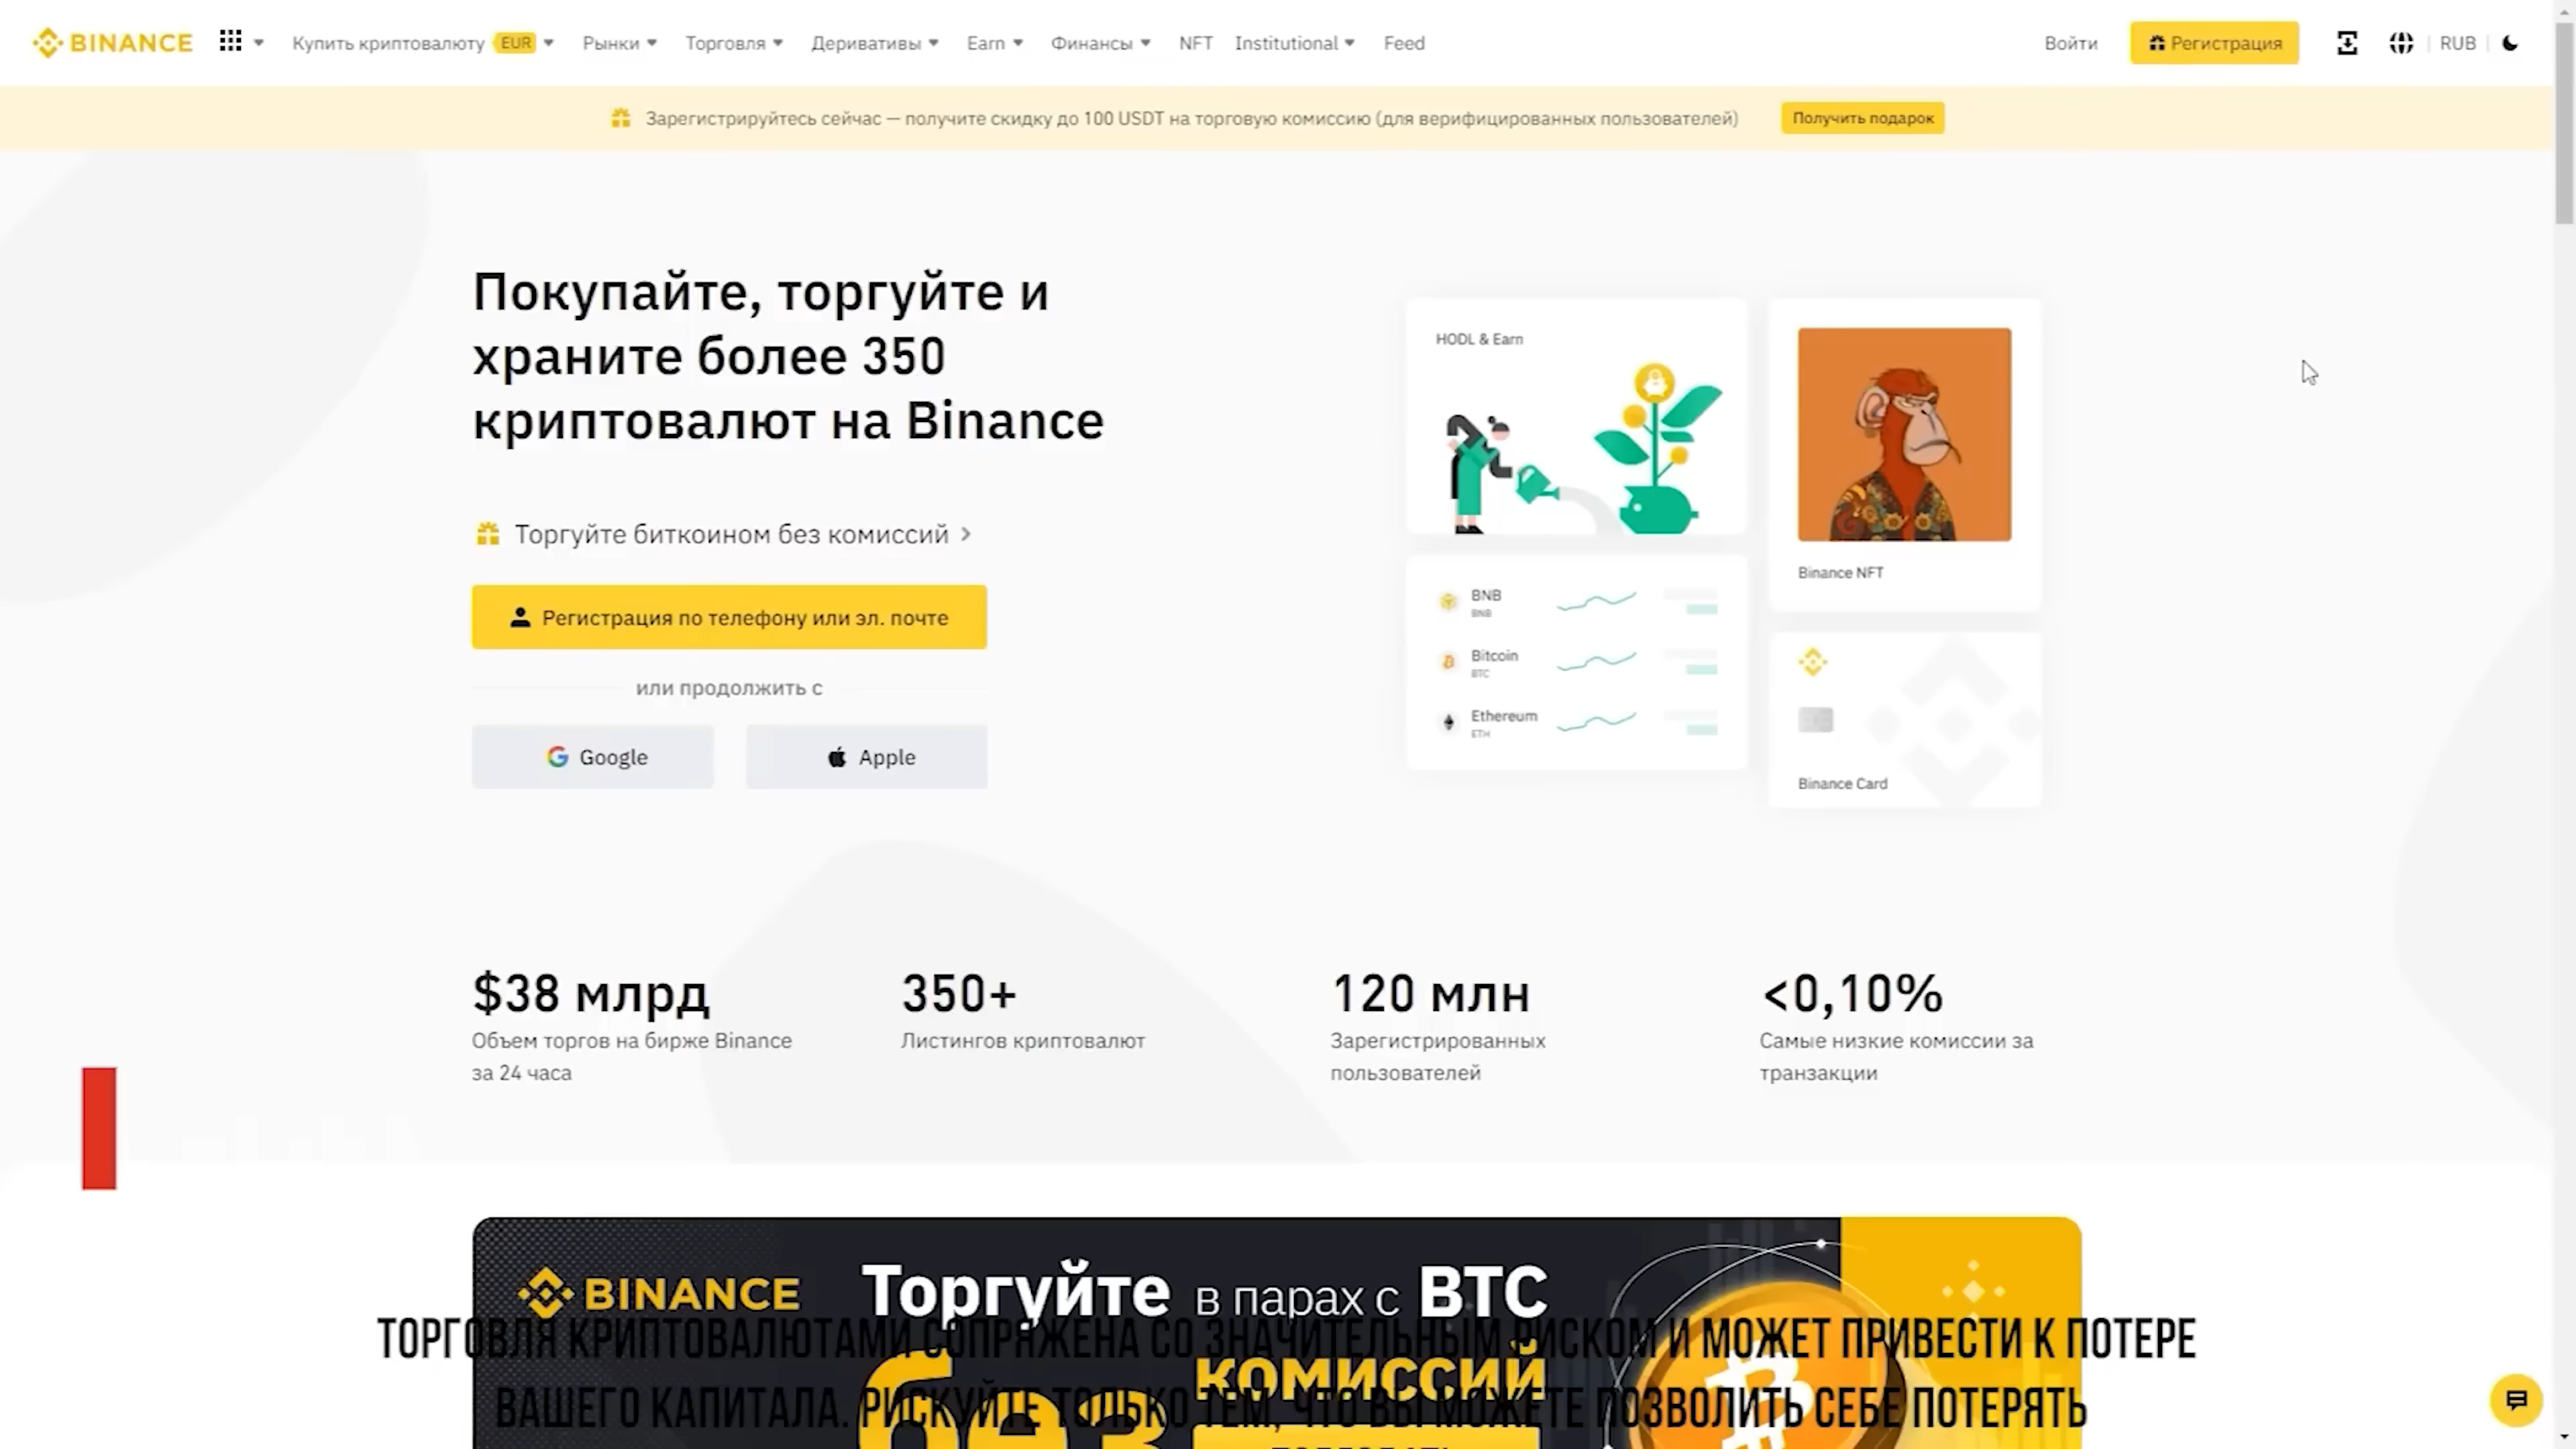 BINANCE
Купить криптовалюту EUR
Рынки
Торговля
Деривативы
Earn
Финансы
NFT
Institutional
Feed
Войти
Регистрация
RUB
Зарегистрируйтесь сейчас — получите скидку до 100 USDT на торговую комиссию (для верифицированных пользователей)
Получить подарок
Покупайте, торгуйте и
храните более 350
криптовалют на Binance
Торгуйте биткоином без комиссий
Регистрация по телефону или эл. почте
или продолжить с
Google
Apple
HODL & Earn
BNB
BNB
Bitcoin
BTC
Ethereum
ETH
Binance NFT
Binance Card
$38 млрд
Объем торгов на бирже Binance
за 24 часа
350+
Листингов криптовалют
120 млн
Зарегистрированных
пользователей
<0,10%
Самые низкие комиссии за
транзакции
BINANCE
Торгуйте в парах с BTC
без
комиссий
ТОРГОВЛЯ КРИПТОВАЛЮТАМИ СОПРЯЖЕНА СО ЗНАЧИТЕЛЬНЫМ РИСКОМ И МОЖЕТ ПРИВЕСТИ К ПОТЕРЕ
ВАШЕГО КАПИТАЛА. РИСКУЙТЕ ТОЛЬКО ТЕМ, ЧТО ВЫ МОЖЕТЕ ПОЗВОЛИТЬ СЕБЕ ПОТЕРЯТЬ